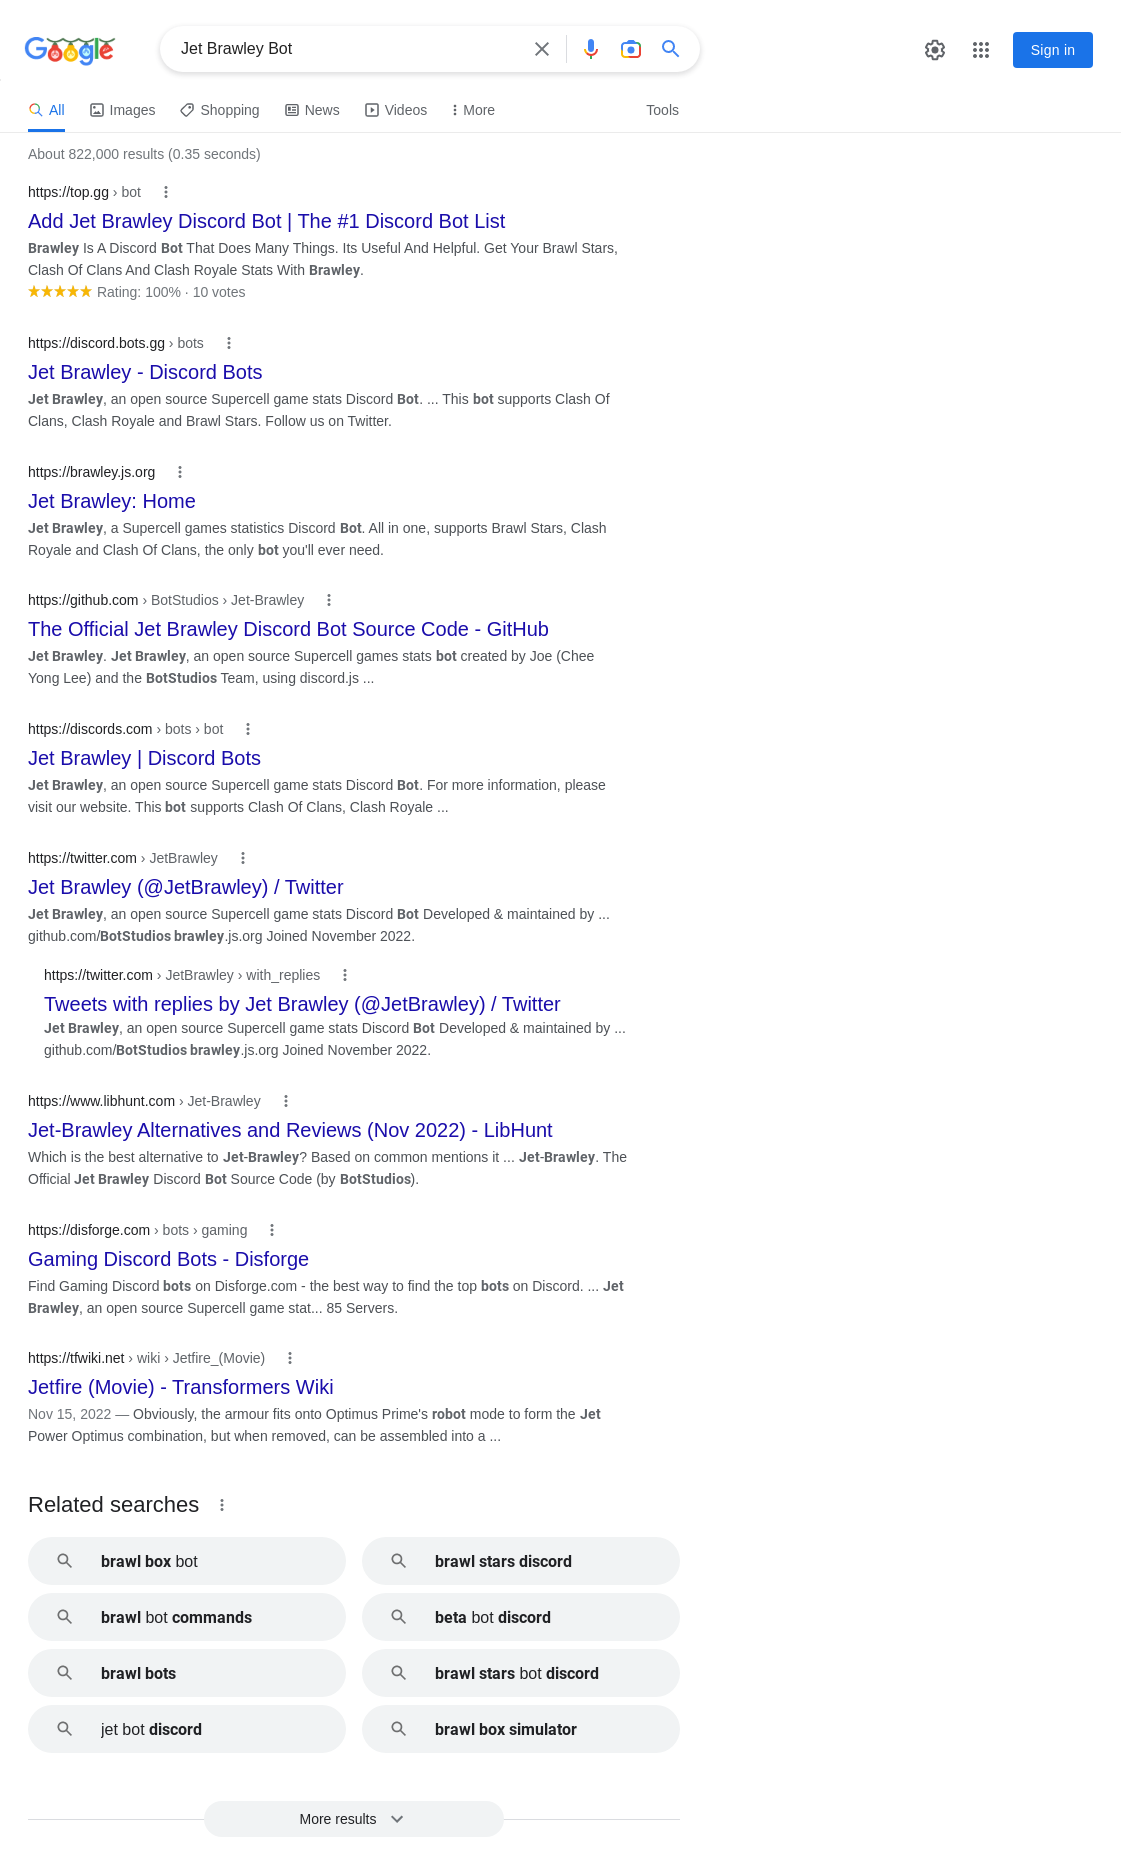 Google
Jet Brawley Bot
Sign in
All Images Shopping News Videos More Tools
About 822,000 results (0.35 seconds)
https://top.gg › bot
Add Jet Brawley Discord Bot | The #1 Discord Bot List
Brawley Is A Discord Bot That Does Many Things. Its Useful And Helpful. Get Your Brawl Stars,
Clash Of Clans And Clash Royale Stats With Brawley.
Rating: 100% · 10 votes
https://discord.bots.gg › bots
Jet Brawley - Discord Bots
Jet Brawley, an open source Supercell game stats Discord Bot. ... This bot supports Clash Of
Clans, Clash Royale and Brawl Stars. Follow us on Twitter.
https://brawley.js.org
Jet Brawley: Home
Jet Brawley, a Supercell games statistics Discord Bot. All in one, supports Brawl Stars, Clash
Royale and Clash Of Clans, the only bot you'll ever need.
https://github.com › BotStudios › Jet-Brawley
The Official Jet Brawley Discord Bot Source Code - GitHub
Jet Brawley. Jet Brawley, an open source Supercell games stats bot created by Joe (Chee
Yong Lee) and the BotStudios Team, using discord.js ...
https://discords.com › bots › bot
Jet Brawley | Discord Bots
Jet Brawley, an open source Supercell game stats Discord Bot. For more information, please
visit our website. This bot supports Clash Of Clans, Clash Royale ...
https://twitter.com › JetBrawley
Jet Brawley (@JetBrawley) / Twitter
Jet Brawley, an open source Supercell game stats Discord Bot Developed & maintained by ...
github.com/BotStudios brawley.js.org Joined November 2022.
https://twitter.com › JetBrawley › with_replies
Tweets with replies by Jet Brawley (@JetBrawley) / Twitter
Jet Brawley, an open source Supercell game stats Discord Bot Developed & maintained by ...
github.com/BotStudios brawley.js.org Joined November 2022.
https://www.libhunt.com › Jet-Brawley
Jet-Brawley Alternatives and Reviews (Nov 2022) - LibHunt
Which is the best alternative to Jet-Brawley? Based on common mentions it ... Jet-Brawley. The
Official Jet Brawley Discord Bot Source Code (by BotStudios).
https://disforge.com › bots › gaming
Gaming Discord Bots - Disforge
Find Gaming Discord bots on Disforge.com - the best way to find the top bots on Discord. ... Jet
Brawley, an open source Supercell game stat... 85 Servers.
https://tfwiki.net › wiki › Jetfire_(Movie)
Jetfire (Movie) - Transformers Wiki
Nov 15, 2022 — Obviously, the armour fits onto Optimus Prime's robot mode to form the Jet
Power Optimus combination, but when removed, can be assembled into a ...
Related searches
brawl box bot
brawl stars discord
brawl bot commands
beta bot discord
brawl bots
brawl stars bot discord
jet bot discord
brawl box simulator
More results